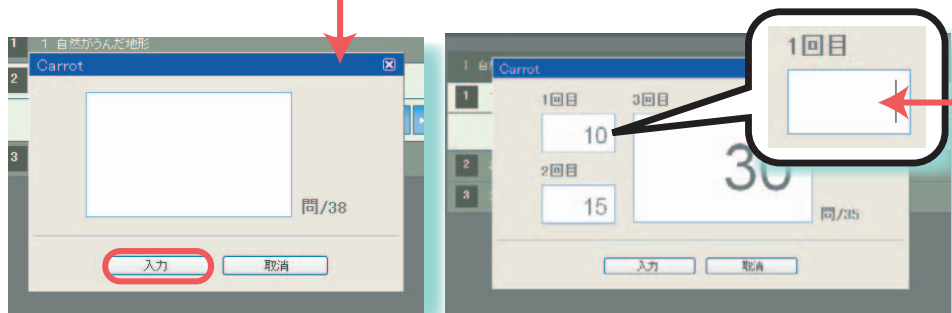 1 1 自然がうんだ地形
Carrot
2
3
問/38
入力 取消
1 自
Carrot
1
1回目 3回目
10
30
2回目
15
問/35
2
3
入力 取消
1回目